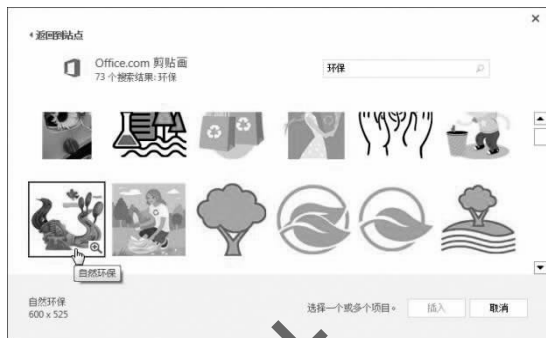 返回到站点
Office.com 剪贴画
73 个搜索结果: 环保
环保
自然环保
自然环保
600 x 525
选择一个或多个项目。
插入
取消